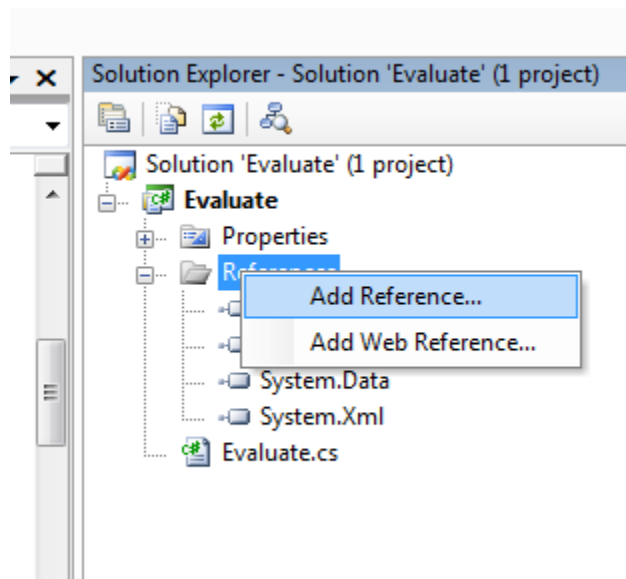 Solution Explorer - Solution 'Evaluate' (1 project)
Solution 'Evaluate' (1 project)
Evaluate
Properties
References
Add Reference...
Add Web Reference...
System.Data
System.Xml
Evaluate.cs